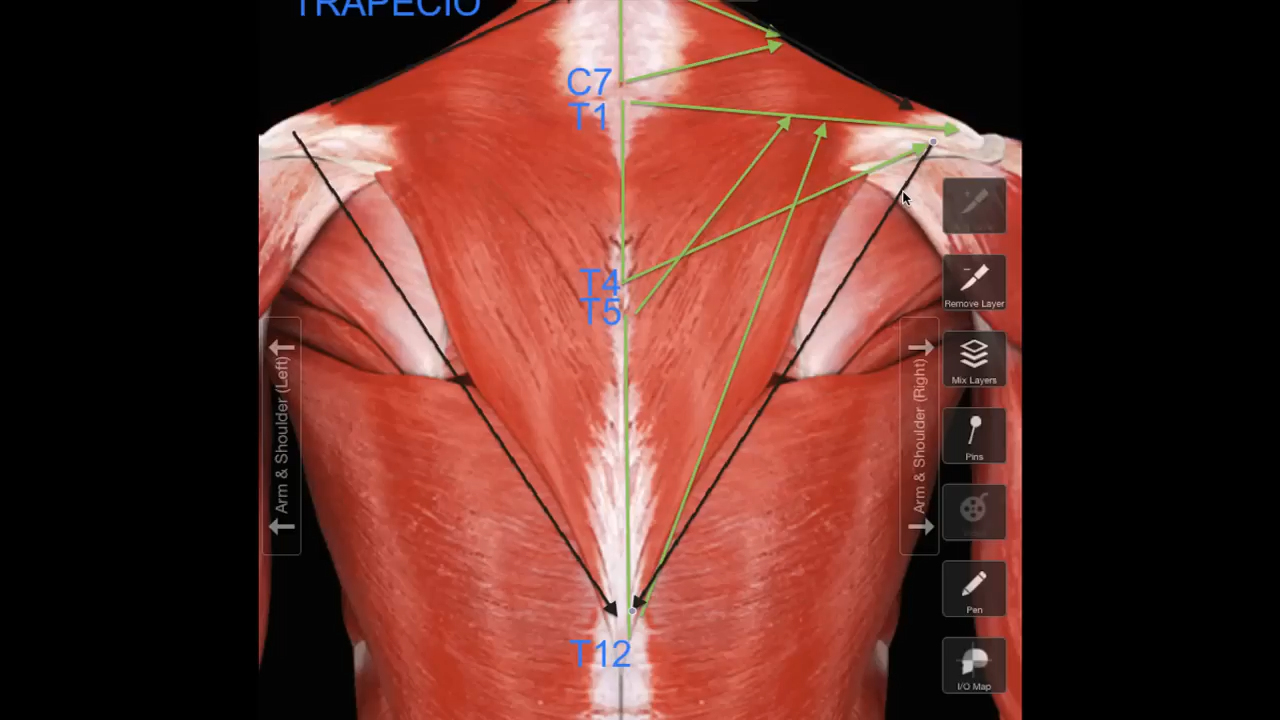 TRAPECIO
C7
T1
T4
T5
T12
Arm & Shoulder (Left)
Arm & Shoulder (Right)
Remove Layer
Mix Layers
Pins
Pen
I/O Map